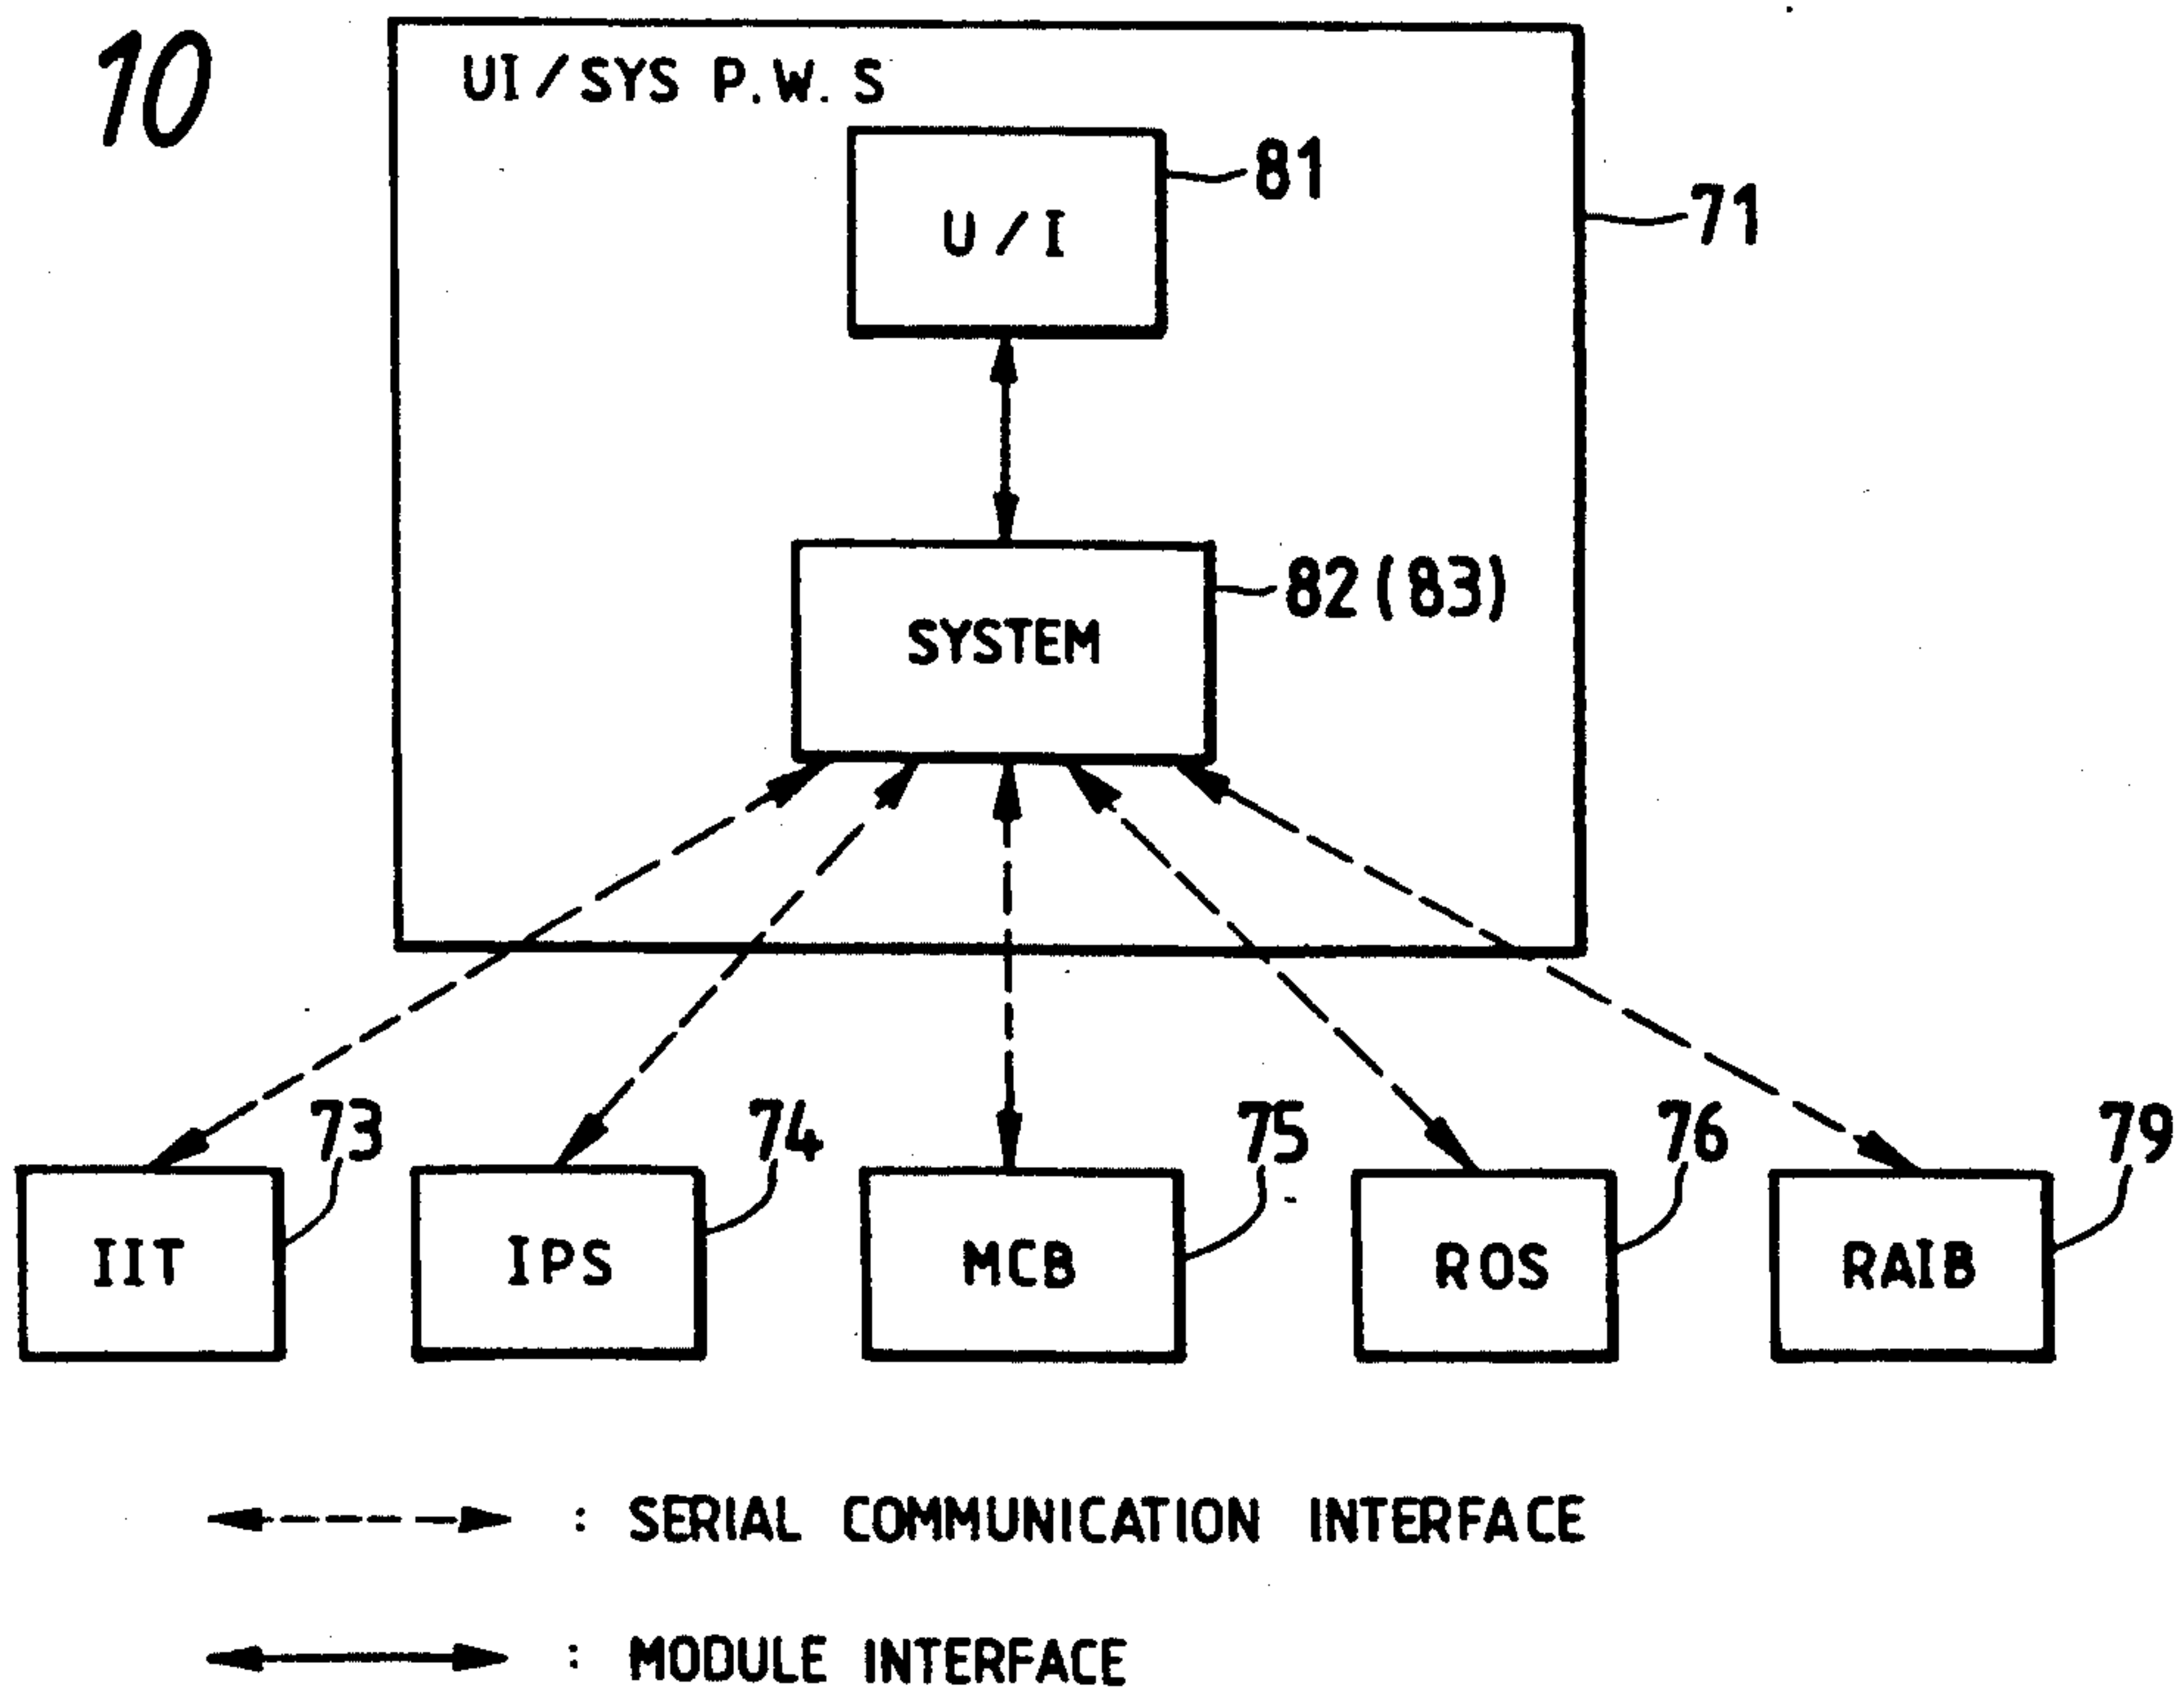 10
UI/SYS P.W.S
81
U/I
71
82(83)
SYSTEM
73
74
75
76
79
IIT
IPS
MCB
ROS
RAIB
: SERIAL COMMUNICATION INTERFACE
: MODULE INTERFACE